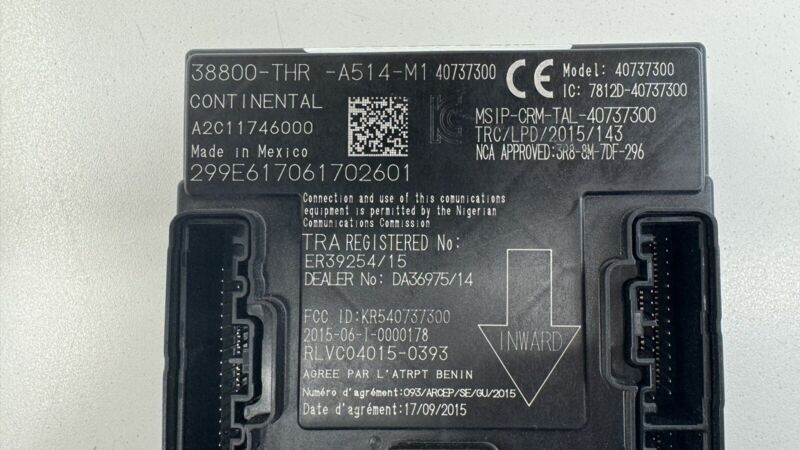 38800-THR -A514-M1 40737300
CE
Model: 40737300
IC: 7812D-40737300
CONTINENTAL
A2C11746000
Made in Mexico
299E617061702601
MSIP-CRM-TAL-40737300
TRC/LPD/2015/143
NCA APPROVED:3R8-8M-7DF-296
Connection and use of this comunications
equipment is permitted by the Nigerian
Communications Commission
TRA REGISTERED No:
ER39254/15
DEALER No: DA36975/14
FCC ID:KR540737300
2015-06-I-0000178
RLVC04015-0393
AGREE PAR L'ATRPT BENIN
Numéro d'agrément:093/ARCEP/SE/GU/2015
Date d'agrément:17/09/2015
INWARD